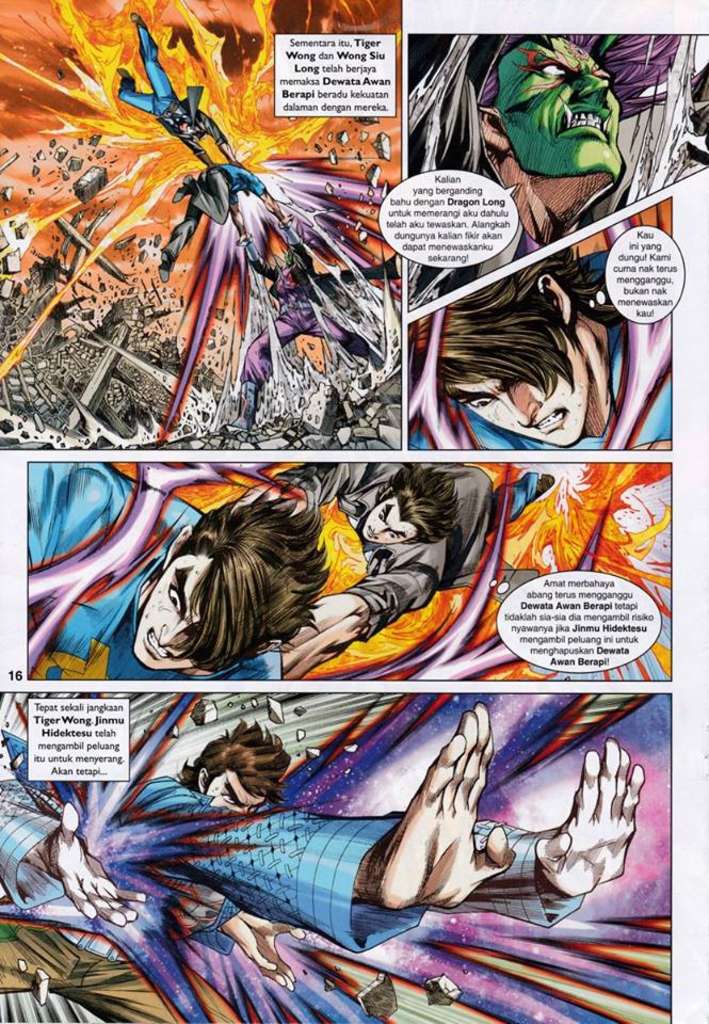 Sementara itu, Tiger
Wong dan Wong Siu
Long telah berjaya
memaksa Dewata Awan
Berapi beradu kekuatan
dalaman dengan mereka.
Kalian
yang berganding
bahu dengan Dragon Long
untuk memerangi aku dahulu
telah aku tewaskan. Alangkah
dungunya kalian fikir akan
dapat menewaskanku
sekarang!
Kau
ini yang
dungu! Kami
cuma nak terus
mengganggu,
bukan nak
menewaskan
kau!
Amat merbahaya
abang terus mengganggu
Dewata Awan Berapi tetapi
tidaklah sia-sia dia mengambil risiko
nyawanya jika Jinmu Hidektesu
mengambil peluang ini untuk
menghapuskan Dewata
Awan Berapi!
16
Tepat sekali jangkaan
Tiger Wong. Jinmu
Hidektesu telah
mengambil peluang
itu untuk menyerang.
Akan tetapi...